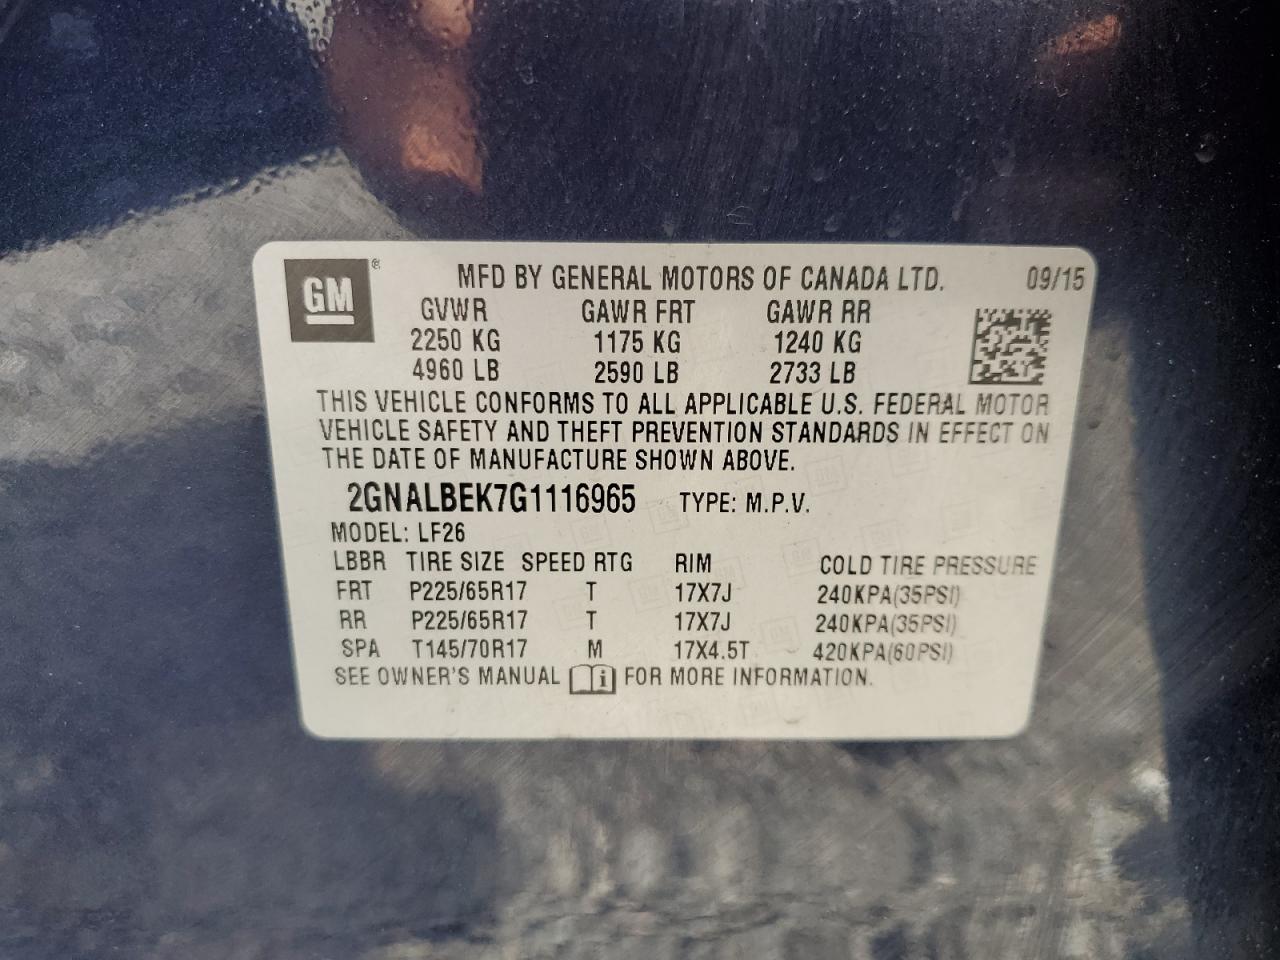 GM ®
MFD BY GENERAL MOTORS OF CANADA LTD. 09/15
GVWR GAWR FRT GAWR RR
2250 KG 1175 KG 1240 KG
4960 LB 2590 LB 2733 LB
THIS VEHICLE CONFORMS TO ALL APPLICABLE U.S. FEDERAL MOTOR
VEHICLE SAFETY AND THEFT PREVENTION STANDARDS IN EFFECT ON
THE DATE OF MANUFACTURE SHOWN ABOVE.
2GNALBEK7G1116965 TYPE: M.P.V.
MODEL: LF26
LBBR TIRE SIZE SPEED RTG RIM COLD TIRE PRESSURE
FRT P225/65R17 T 17X7J 240KPA(35PSI)
RR P225/65R17 T 17X7J 240KPA(35PSI)
SPA T145/70R17 M 17X4.5T 420KPA(60PSI)
SEE OWNER'S MANUAL i FOR MORE INFORMATION.